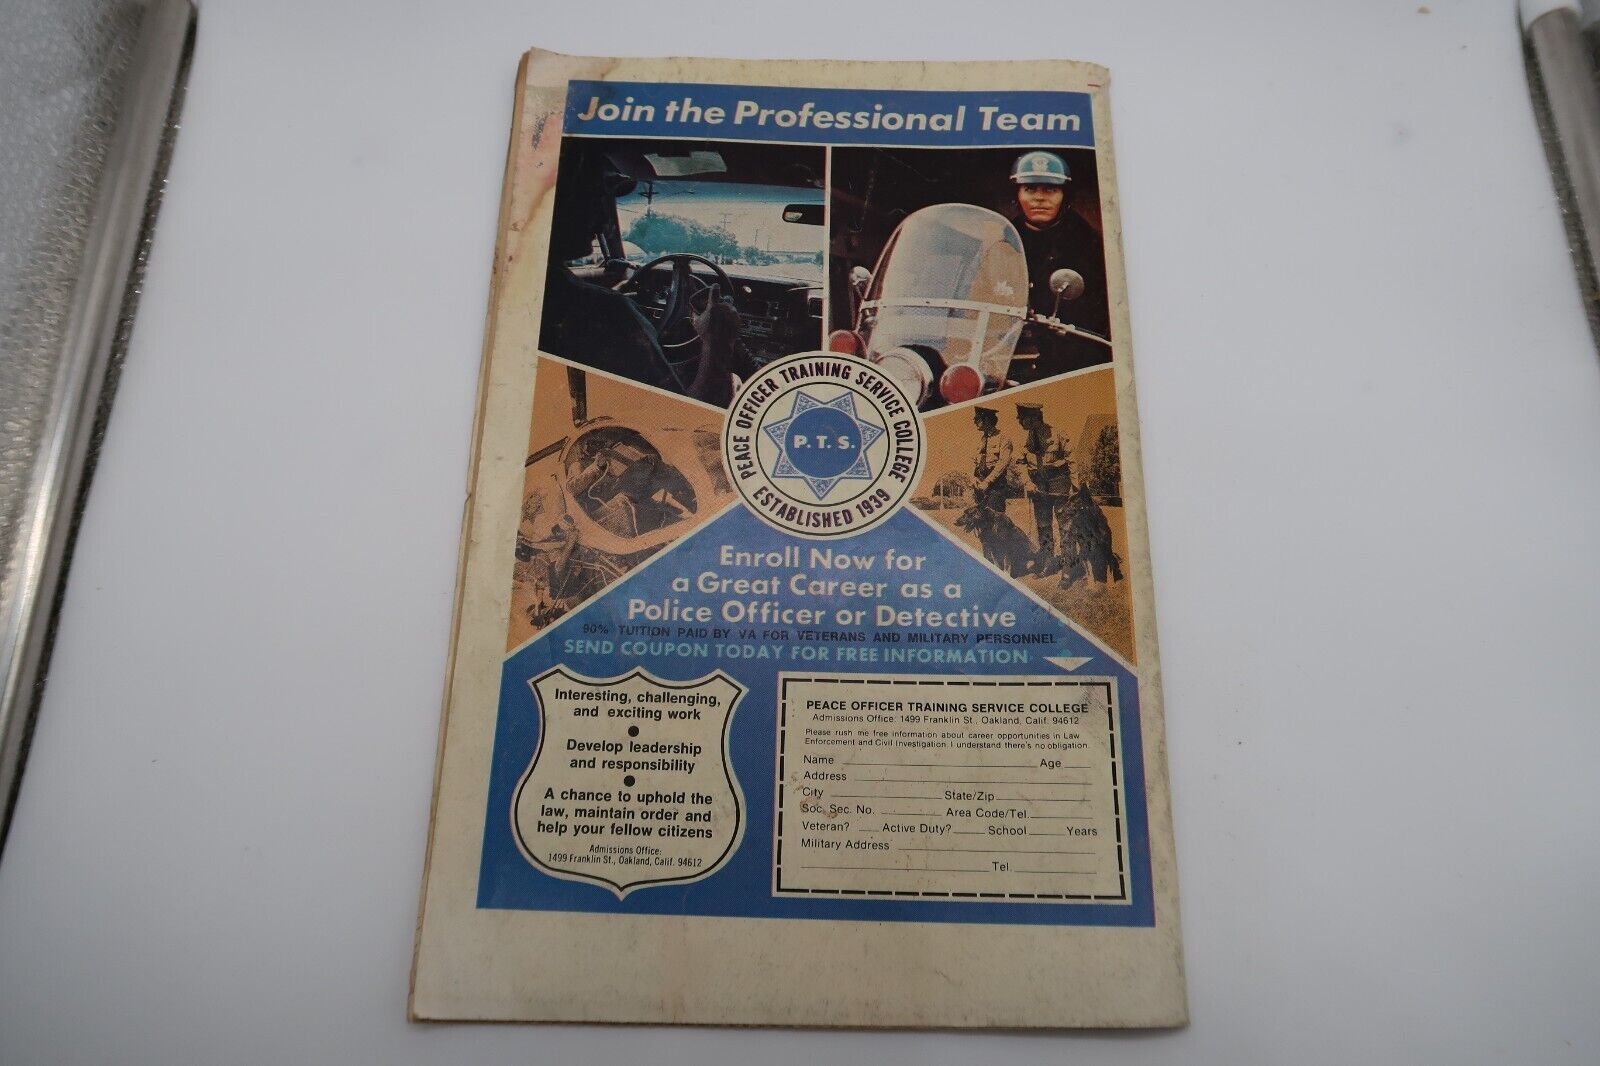 Join the Professional Team
PEACE OFFICER TRAINING SERVICE COLLEGE
P. T. S.
ESTABLISHED 1939
Enroll Now for
a Great Career as a
Police Officer or Detective
90% TUITION PAID BY VA FOR VETERANS AND MILITARY PERSONNEL
SEND COUPON TODAY FOR FREE INFORMATION
Interesting, challenging,
and exciting work
●
Develop leadership
and responsibility
●
A chance to uphold the
law, maintain order and
help your fellow citizens
Admissions Office:
1499 Franklin St., Oakland, Calif. 94612
PEACE OFFICER TRAINING SERVICE COLLEGE
Admissions Office: 1499 Franklin St., Oakland, Calif. 94612
Please rush me free information about career opportunities in Law
Enforcement and Civil Investigation. I understand there's no obligation.
Name Age
Address
City State/Zip
Soc. Sec. No. Area Code/Tel.
Veteran? Active Duty? School Years
Military Address
Tel.